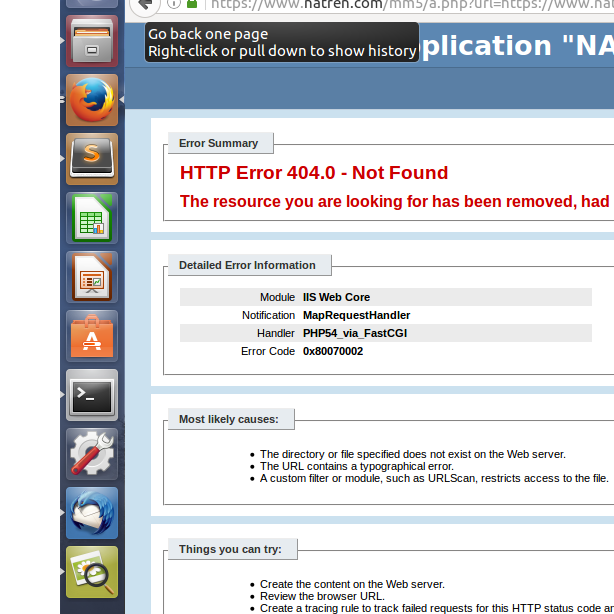 https://www.natren.com/mm5/a.php?url=https://www.nat
Go back one page
Right-click or pull down to show history
plication "NA
Error Summary
HTTP Error 404.0 - Not Found
The resource you are looking for has been removed, had
Detailed Error Information
Module IIS Web Core
Notification MapRequestHandler
Handler PHP54_via_FastCGI
Error Code 0x80070002
Most likely causes:
The directory or file specified does not exist on the Web server.
The URL contains a typographical error.
A custom filter or module, such as URLScan, restricts access to the file.
Things you can try:
Create the content on the Web server.
Review the browser URL.
Create a tracing rule to track failed requests for this HTTP status code